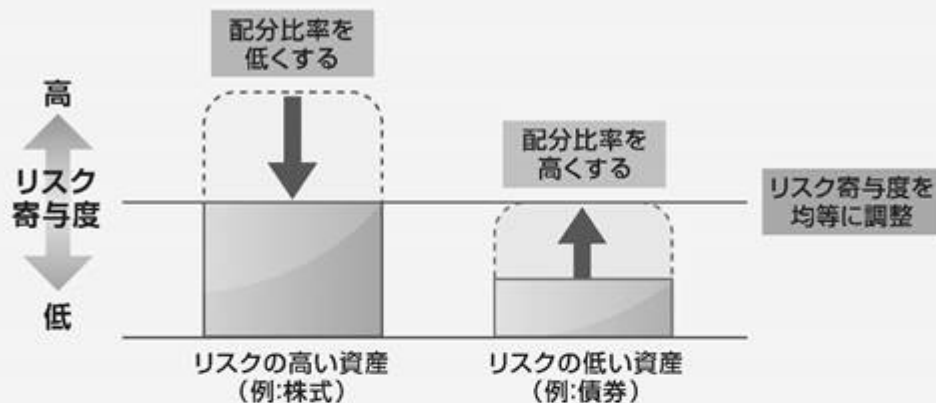 配分比率を
低くする
高
リスク
寄与度
低
配分比率を
高くする
リスク寄与度を
均等に調整
リスクの高い資産
（例:株式）
リスクの低い資産
（例:債券）